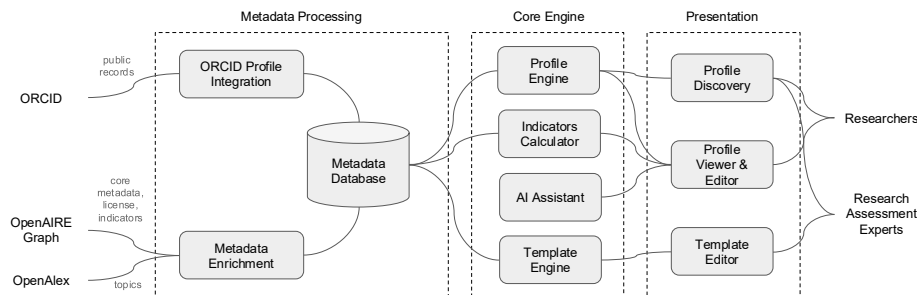 Metadata Processing
Core Engine
Presentation
public
records
ORCID
ORCID Profile
Integration
Metadata
Database
core
metadata,
license,
indicators
OpenAIRE
Graph
OpenAlex
topics
Metadata
Enrichment
Profile
Engine
Indicators
Calculator
AI Assistant
Template
Engine
Profile
Discovery
Profile
Viewer &
Editor
Template
Editor
Researchers
Research
Assessment
Experts